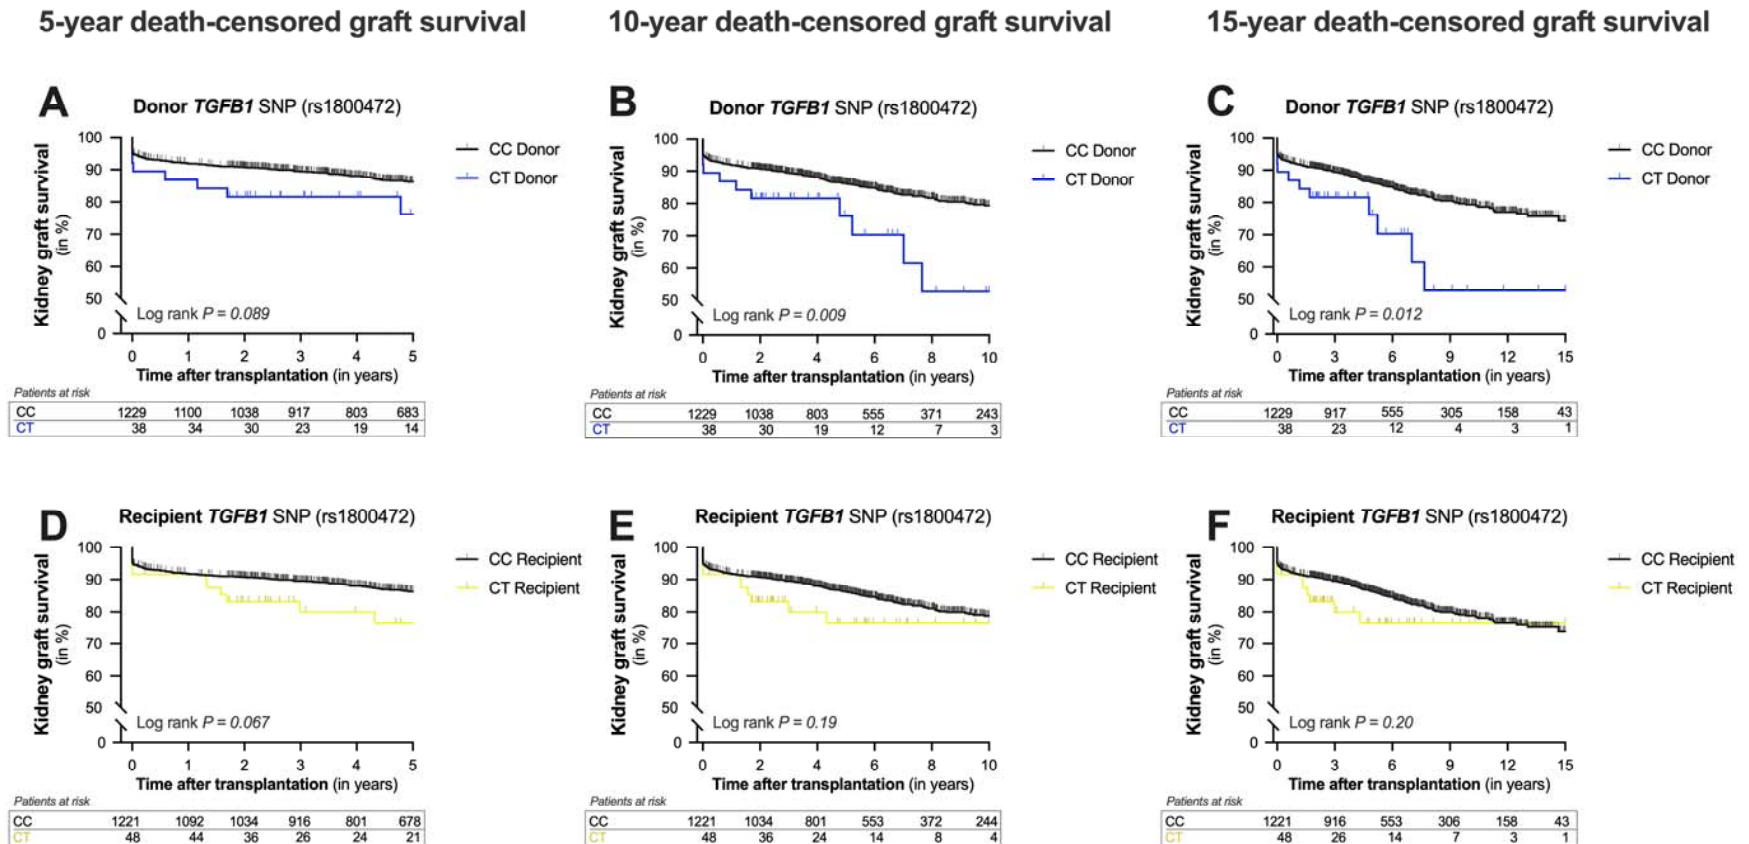 5-year death-censored graft survival
10-year death-censored graft survival
15-year death-censored graft survival
A
Donor TGFB1 SNP (rs1800472)
Kidney graft survival
(in %)
100
90
80
70
60
50
0
CC Donor
CT Donor
Log rank P = 0.089
0 1 2 3 4 5
Time after transplantation (in years)
Patients at risk
CC 1229 1100 1038 917 803 683
CT 38 34 30 23 19 14
B
Donor TGFB1 SNP (rs1800472)
Kidney graft survival
(in %)
100
90
80
70
60
50
0
CC Donor
CT Donor
Log rank P = 0.009
0 2 4 6 8 10
Time after transplantation (in years)
Patients at risk
CC 1229 1038 803 555 371 243
CT 38 30 19 12 7 3
C
Donor TGFB1 SNP (rs1800472)
Kidney graft survival
(in %)
100
90
80
70
60
50
0
CC Donor
CT Donor
Log rank P = 0.012
0 3 6 9 12 15
Time after transplantation (in years)
Patients at risk
CC 1229 917 555 305 158 43
CT 38 23 12 4 3 1
D
Recipient TGFB1 SNP (rs1800472)
Kidney graft survival
(in %)
100
90
80
70
60
50
0
CC Recipient
CT Recipient
Log rank P = 0.067
0 1 2 3 4 5
Time after transplantation (in years)
Patients at risk
CC 1221 1092 1034 916 801 678
CT 48 44 36 26 24 21
E
Recipient TGFB1 SNP (rs1800472)
Kidney graft survival
(in %)
100
90
80
70
60
50
0
CC Recipient
CT Recipient
Log rank P = 0.19
0 2 4 6 8 10
Time after transplantation (in years)
Patients at risk
CC 1221 1034 801 553 372 244
CT 48 36 24 14 8 4
F
Recipient TGFB1 SNP (rs1800472)
Kidney graft survival
(in %)
100
90
80
70
60
50
0
CC Recipient
CT Recipient
Log rank P = 0.20
0 3 6 9 12 15
Time after transplantation (in years)
Patients at risk
CC 1221 916 553 306 158 43
CT 48 26 14 7 3 1